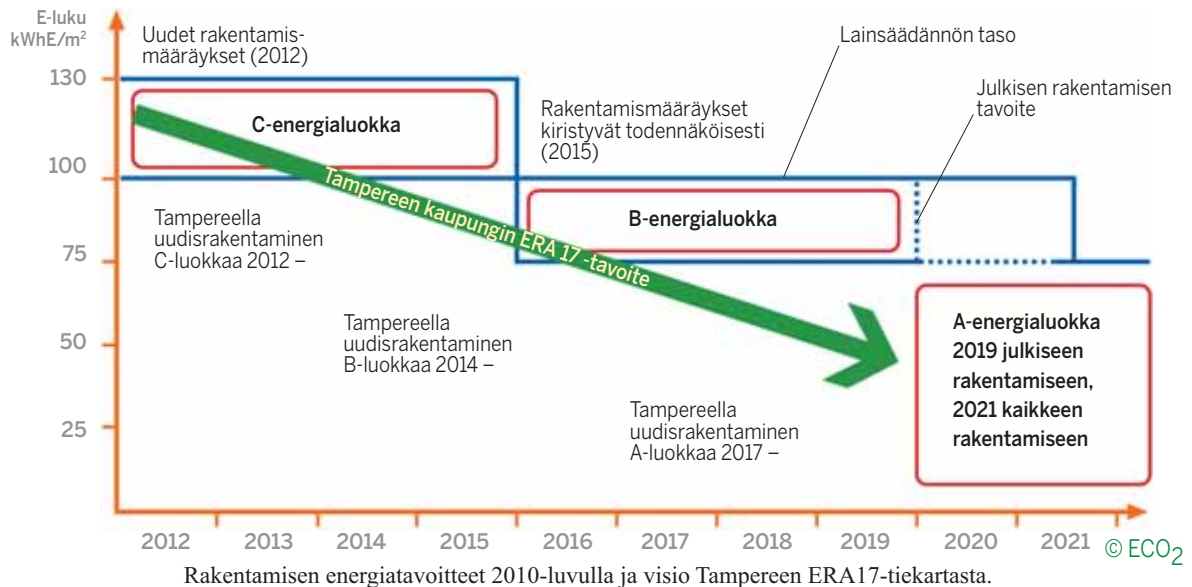 E-luku
kWhE/m²
Uudet rakentamis-
määräykset (2012)
Lainsäädännön taso
Julkisen rakentamisen
tavoite
130
C-energialuokka
Rakentamismääräykset
kiristyvät todennäköisesti
(2015)
100
Tampereen kaupungin ERA 17 -tavoite
B-energialuokka
Tampereella
uudisrakentaminen
C-luokkaa 2012 –
75
Tampereella
uudisrakentaminen
B-luokkaa 2014 –
A-energialuokka
2019 julkiseen
rakentamiseen,
2021 kaikkeen
rakentamiseen
50
Tampereella
uudisrakentaminen
A-luokkaa 2017 –
25
2012 2013 2014 2015 2016 2017 2018 2019 2020 2021
© ECO2
Rakentamisen energiatavoitteet 2010-luvulla ja visio Tampereen ERA17-tiekartasta.